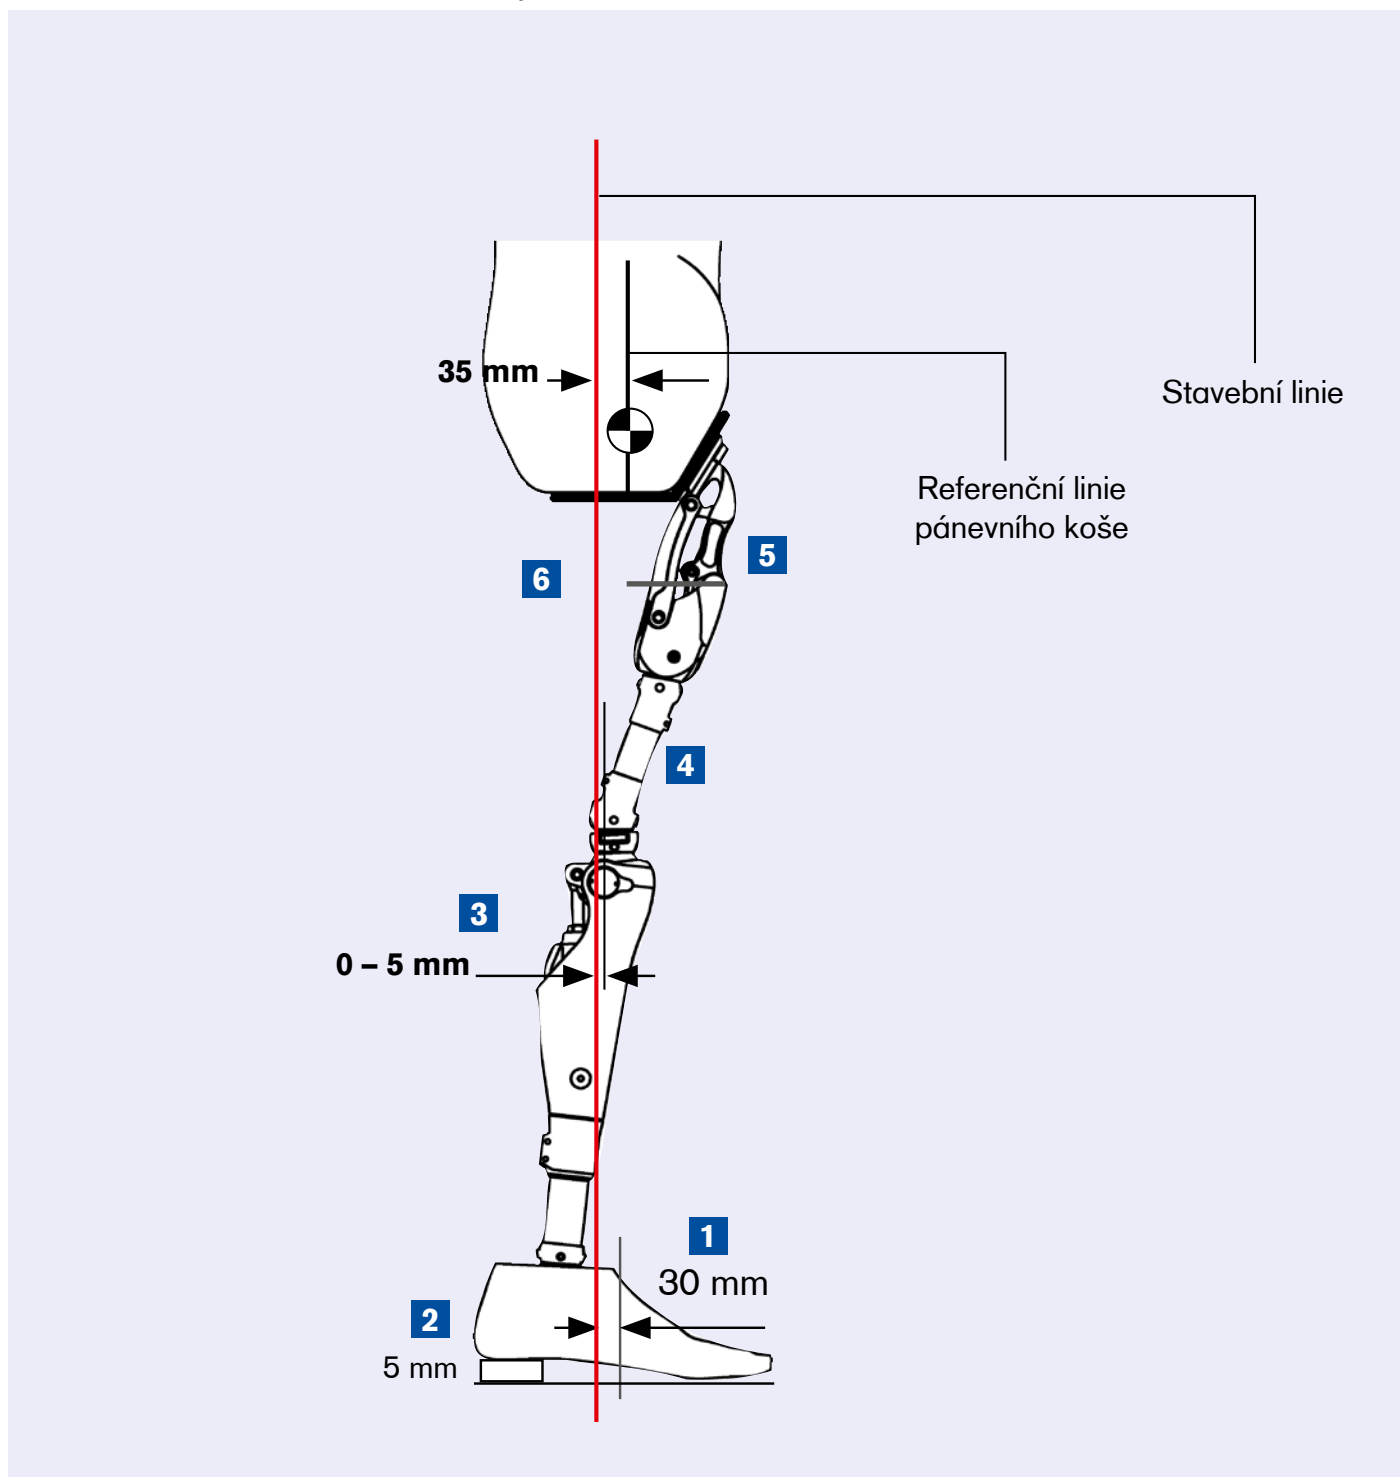 35 mm
Stavební linie
Referenční linie
pánevního koše
5
6
4
3
0 – 5 mm
1
30 mm
2
5 mm